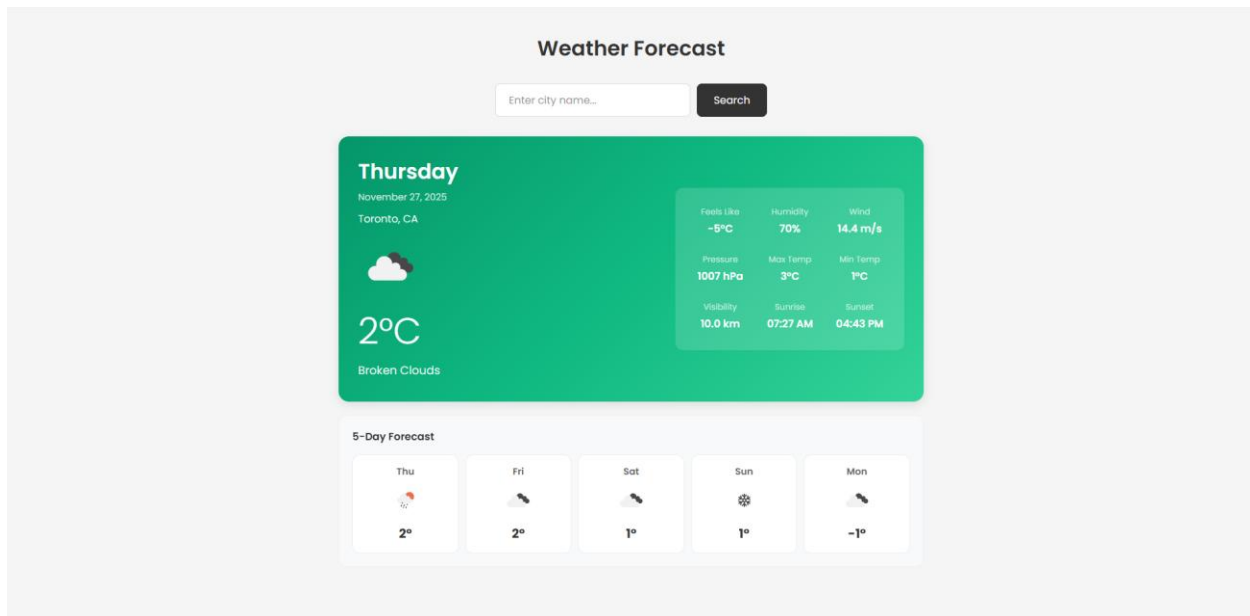 Weather Forecast
Enter city name...
Search
Thursday
November 27, 2025
Toronto, CA
2°C
Broken Clouds
Feels Like Humidity Wind
-5°C 70% 14.4 m/s
Pressure Max Temp Min Temp
1007 hPa 3°C 1°C
Visibility Sunrise Sunset
10.0 km 07:27 AM 04:43 PM
5-Day Forecast
Thu Fri Sat Sun Mon
2° 2° 1° 1° -1°